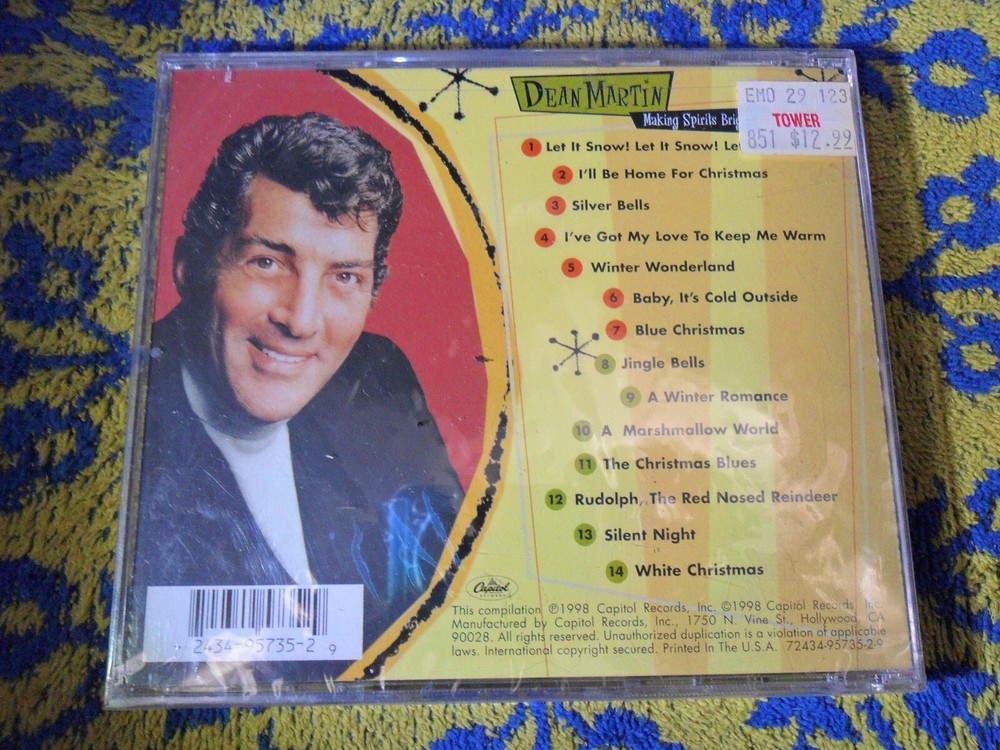 DEAN MARTIN
Making Spirits Brig
EMO 29 123
TOWER
851 $12.99
1 Let It Snow! Let It Snow! Le
2 I'll Be Home For Christmas
3 Silver Bells
4 I've Got My Love To Keep Me Warm
5 Winter Wonderland
6 Baby, It's Cold Outside
7 Blue Christmas
8 Jingle Bells
9 A Winter Romance
10 A Marshmallow World
11 The Christmas Blues
12 Rudolph, The Red Nosed Reindeer
13 Silent Night
14 White Christmas
Capitol
This compilation ℗1998 Capitol Records, Inc. ©1998 Capitol Records, Inc.
Manufactured by Capitol Records, Inc., 1750 N. Vine St., Hollywood, CA
90028. All rights reserved. Unauthorized duplication is a violation of applicable
laws. International copyright secured. Printed In The U.S.A. 72434-95735-2-9
7 2434-95735-2 9